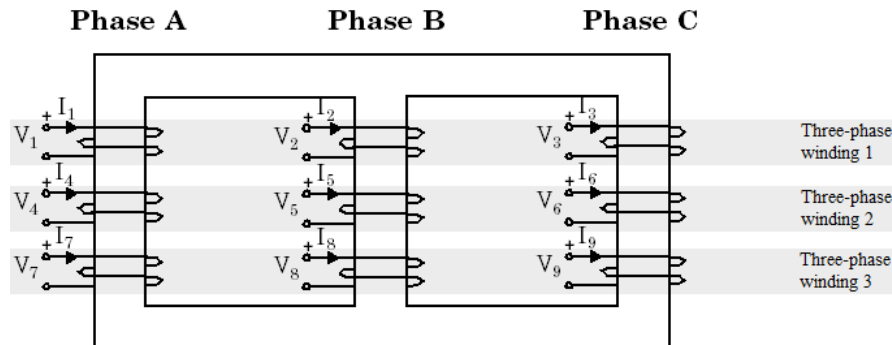 Phase A Phase B Phase C
+ I1 + I2 + I3
V1 V2 V3
Three-phase
winding 1
+ I4 + I5 + I6
V4 V5 V6
Three-phase
winding 2
+ I7 + I8 + I9
V7 V8 V9
Three-phase
winding 3